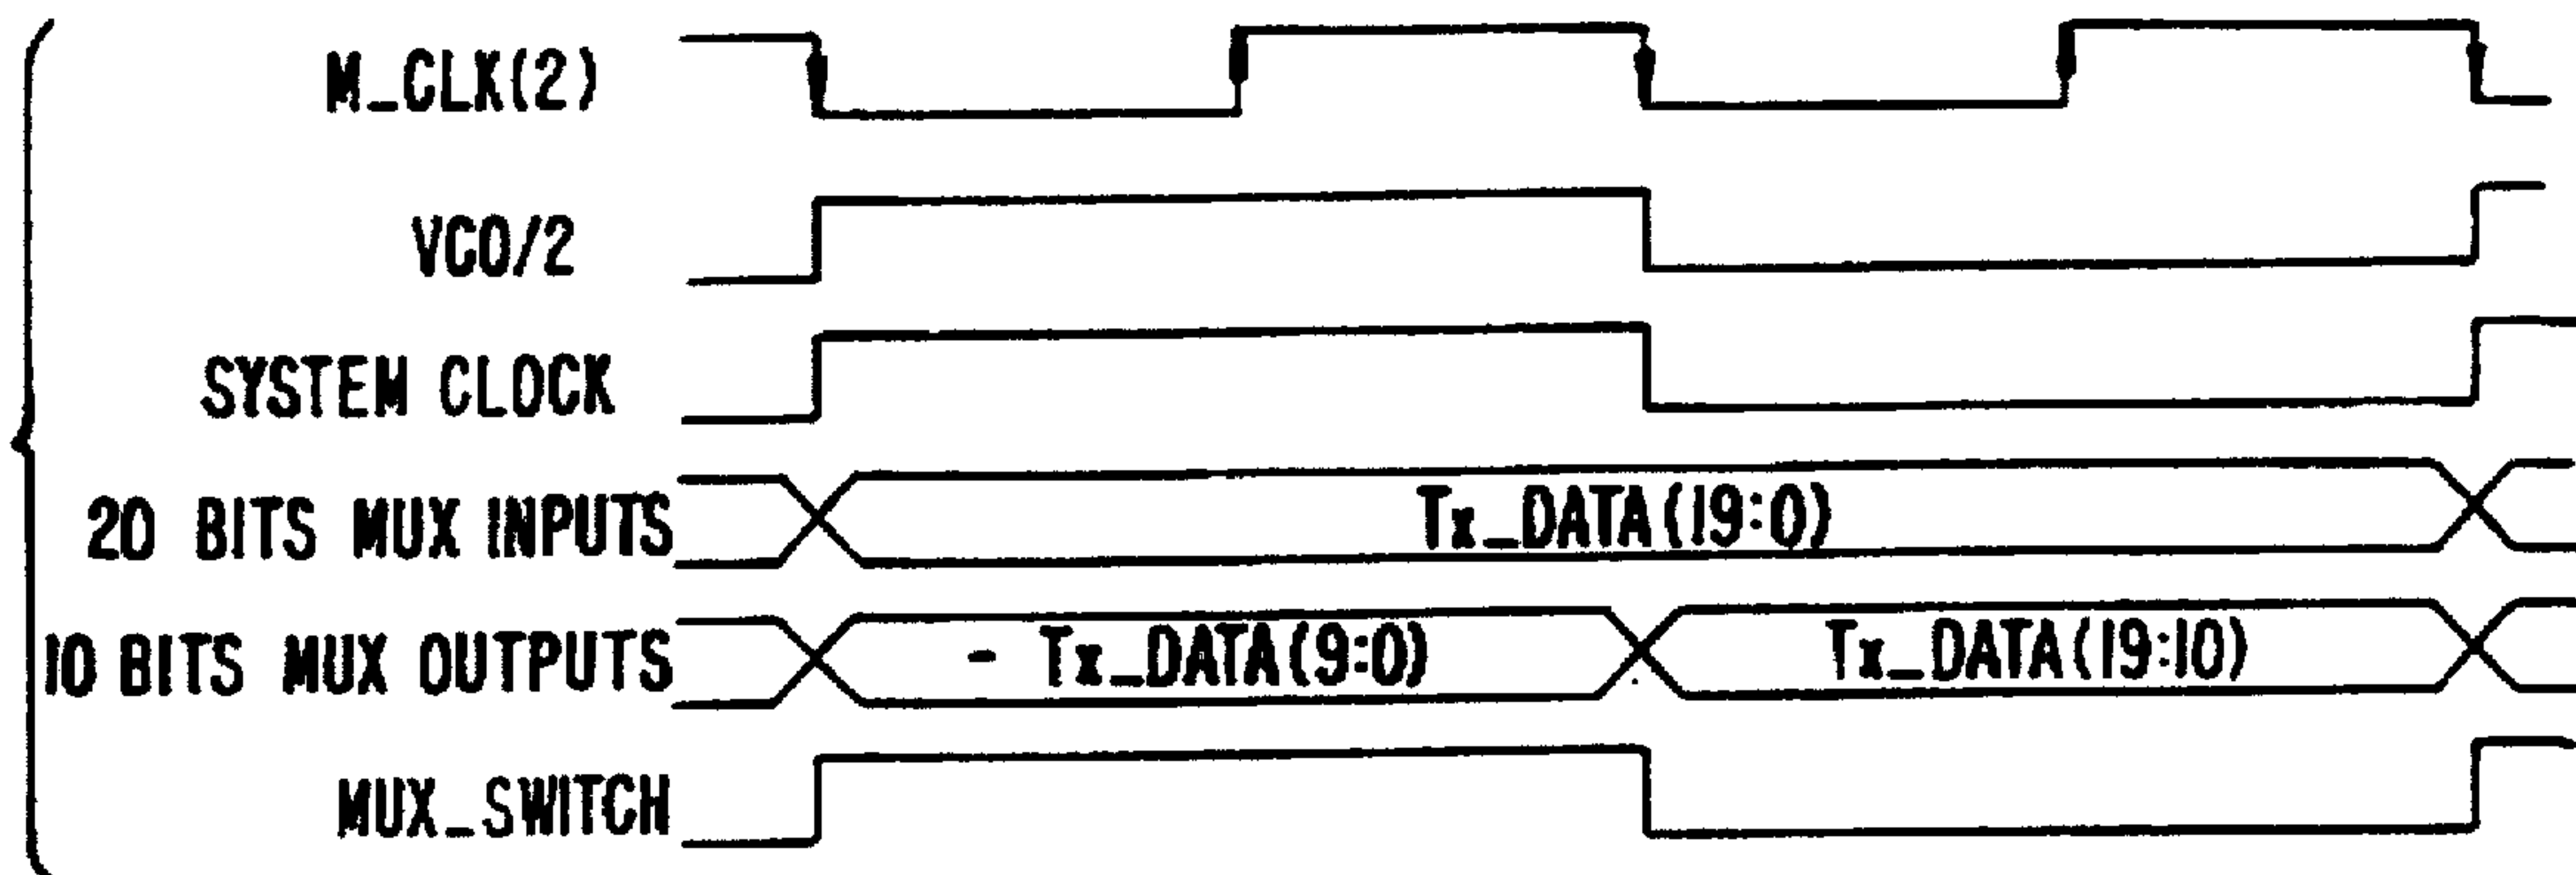 M_CLK(2)
VCO/2
SYSTEM CLOCK
20 BITS MUX INPUTS
Tx_DATA(19:0)
10 BITS MUX OUTPUTS
- Tx_DATA(9:0)
Tx_DATA(19:10)
MUX_SWITCH